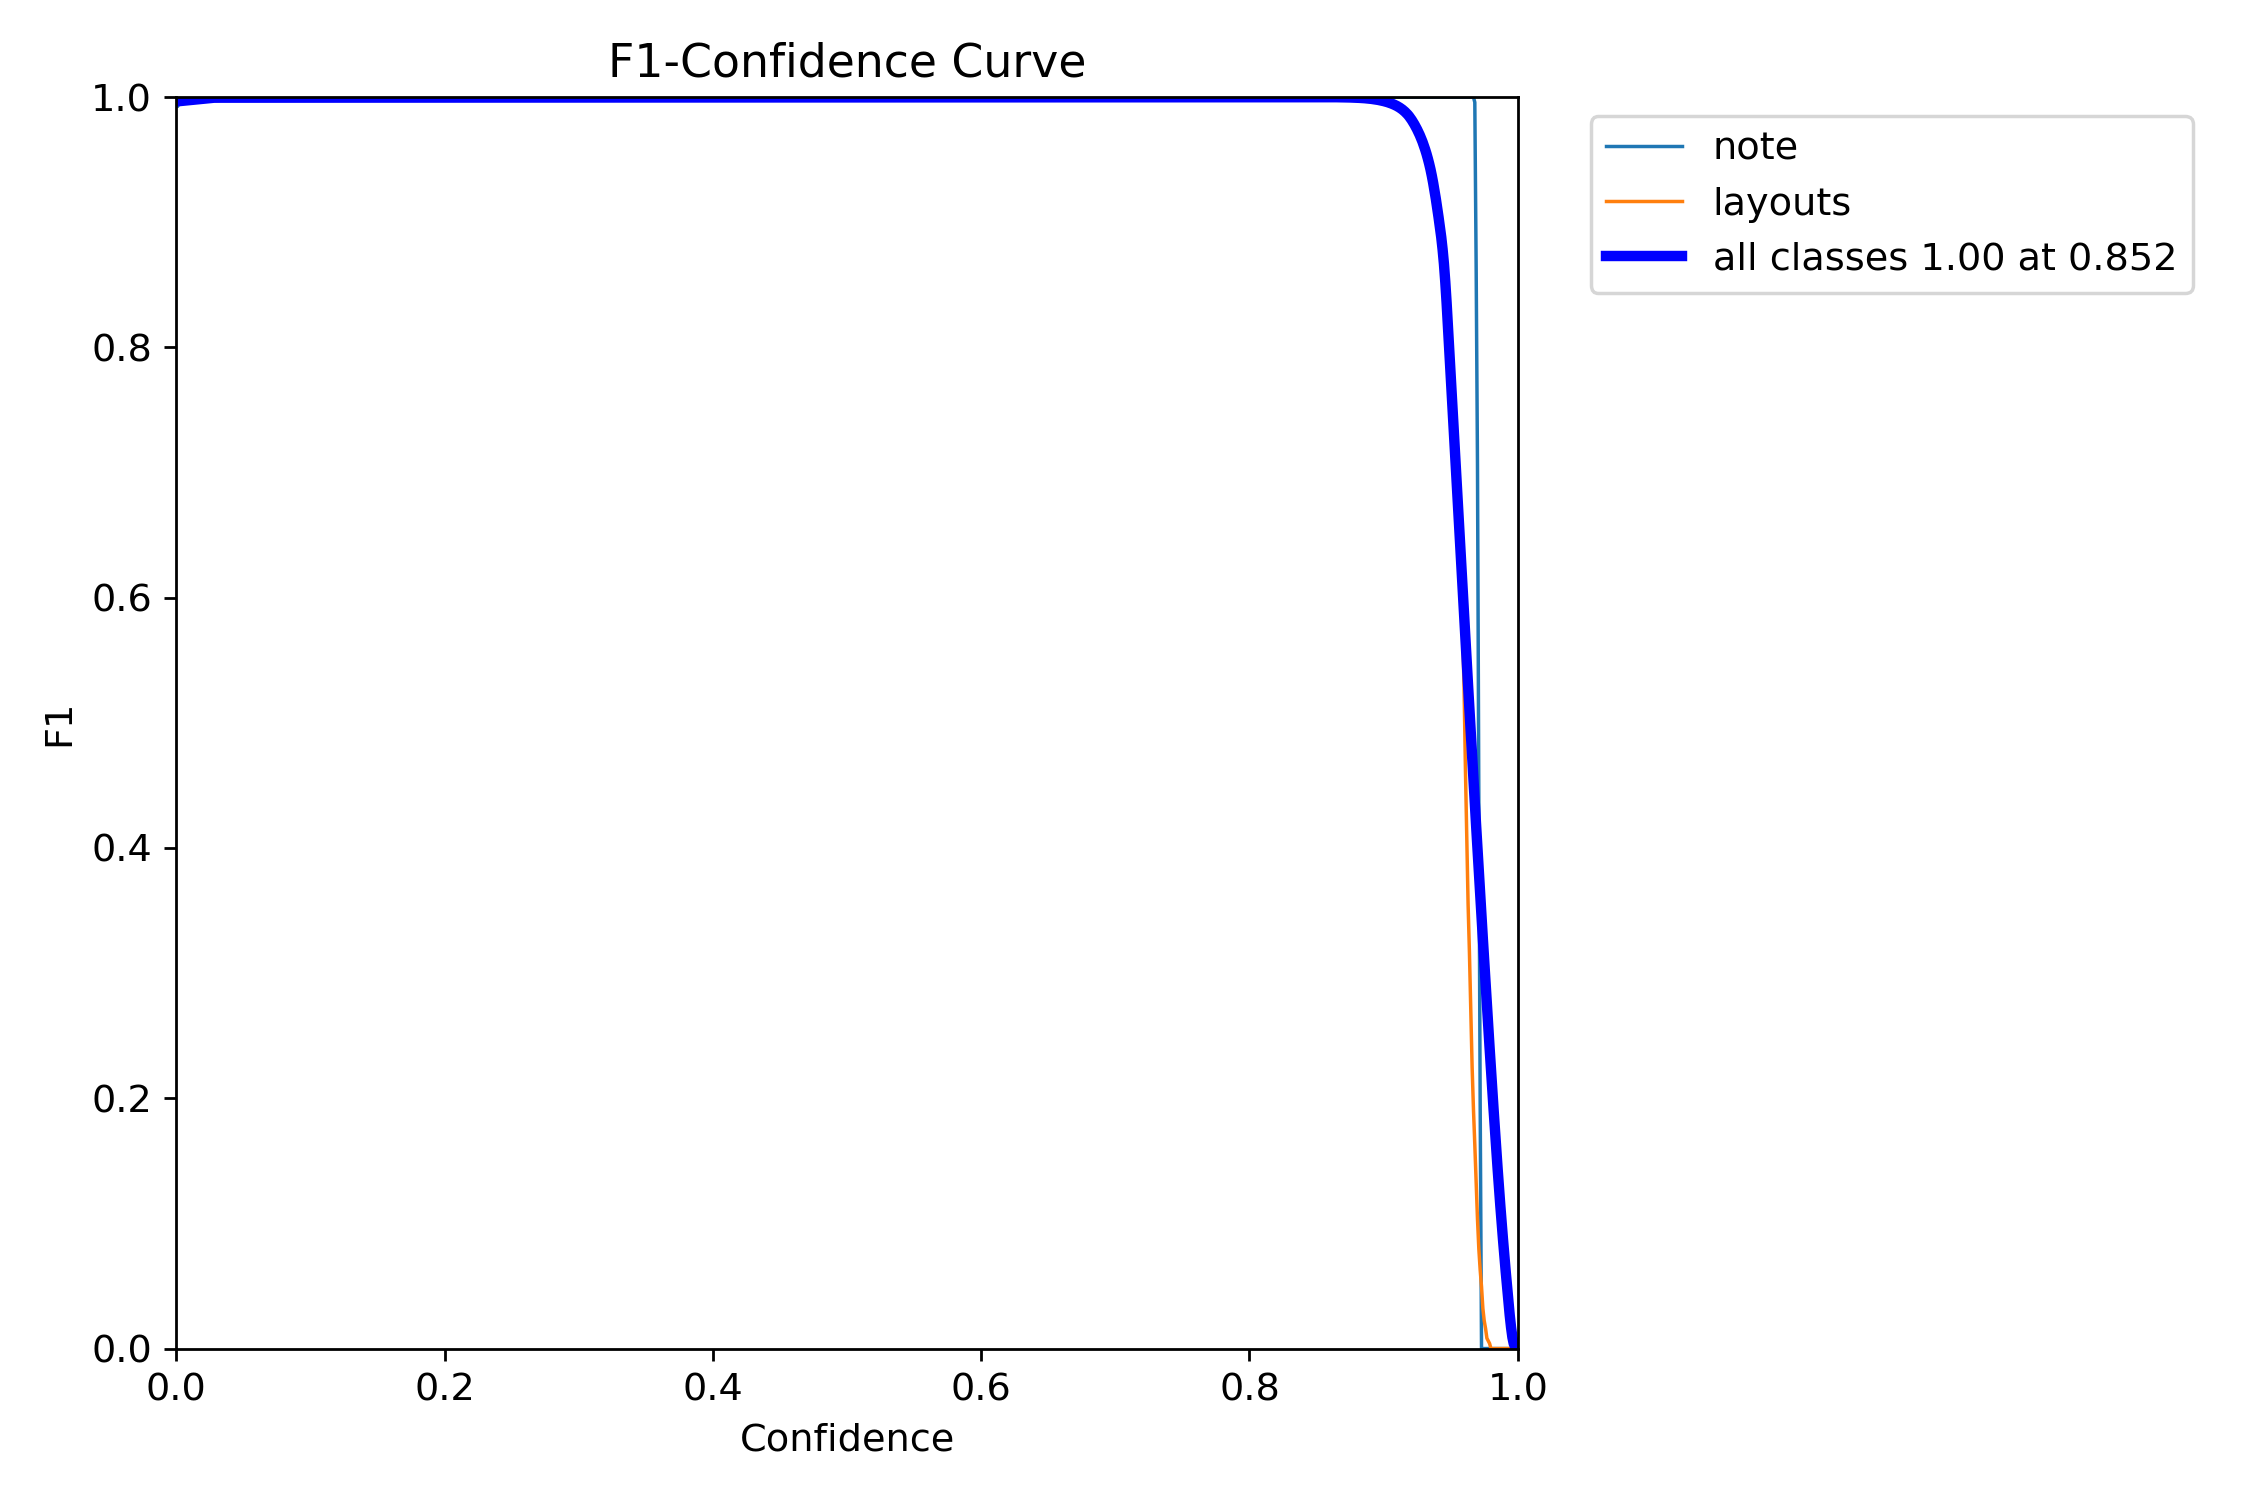 F1-Confidence Curve
1.0
0.8
0.6
0.4
0.2
0.0
F1
0.0 0.2 0.4 0.6 0.8 1.0
Confidence
note
layouts
all classes 1.00 at 0.852